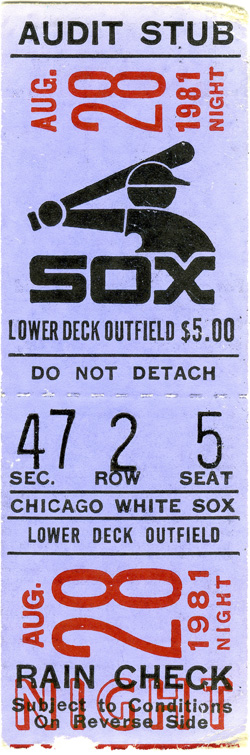 AUDIT STUB
AUG. 28 1981
NIGHT
SOX
LOWER DECK OUTFIELD $5.00
DO NOT DETACH
47 2 5
SEC. ROW SEAT
CHICAGO WHITE SOX
LOWER DECK OUTFIELD
AUG. 28 1981
NIGHT
RAIN CHECK
NIGHT
Subject to Conditions
On Reverse Side